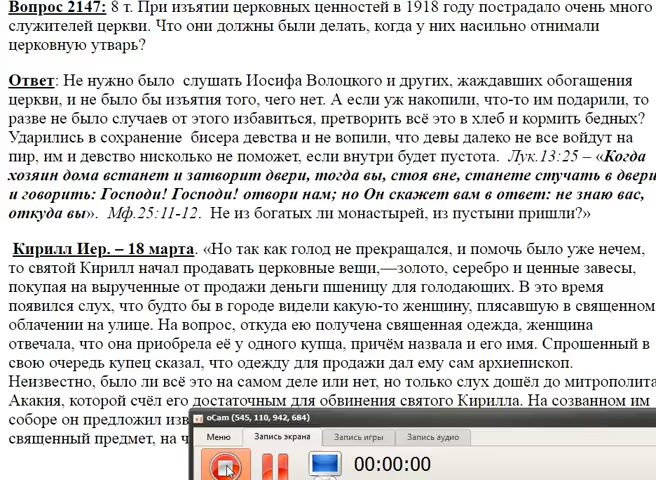 Вопрос 2147: 8 т. При изъятии церковных ценностей в 1918 году пострадало очень много
служителей церкви. Что они должны были делать, когда у них насильно отнимали
церковную утварь?
Ответ: Не нужно было слушать Иосифа Волоцкого и других, жаждавших обогащения
церкви, и не было бы изъятия того, чего нет. А если уж накопили, что-то им подарили, то
разве не было случаев от этого избавиться, претворить всё это в хлеб и кормить бедных?
Ударились в сохранение бисера девства и не вопили, что девы далеко не все войдут на
пир, им и девство нисколько не поможет, если внутри будет пустота. Лук.13:25 – «Когда
хозяин дома встанет и затворит двери, тогда вы, стоя вне, станете стучать в двери
и говорить: Господи! Господи! отвори нам; но Он скажет вам в ответ: не знаю вас,
откуда вы». Мф.25:11-12. Не из богатых ли монастырей, из пустыни пришли?»
Кирилл Иер. – 18 марта. «Но так как голод не прекращался, и помочь было уже нечем,
то святой Кирилл начал продавать церковные вещи,—золото, серебро и ценные завесы,
покупая на вырученные от продажи деньги пшеницу для голодающих. В это время
появился слух, что будто бы в городе видели какую-то женщину, плясавшую в священном
облачении на улице. На вопрос, откуда ею получена священная одежда, женщина
отвечала, что она приобрела её у одного купца, причём назвала и его имя. Спрошенный в
свою очередь купец сказал, что одежду для продажи дал ему сам архиепископ.
Неизвестно, было ли всё это на самом деле или нет, но только слух дошёл до митрополита
Акакия, которой счёл его достаточным для обвинения святого Кирилла. На созванном им
соборе он предложил изв
священный предмет, на ч
oCam (545, 110, 942, 684)
Меню Запись экрана Запись игры Запись аудио
00:00:00